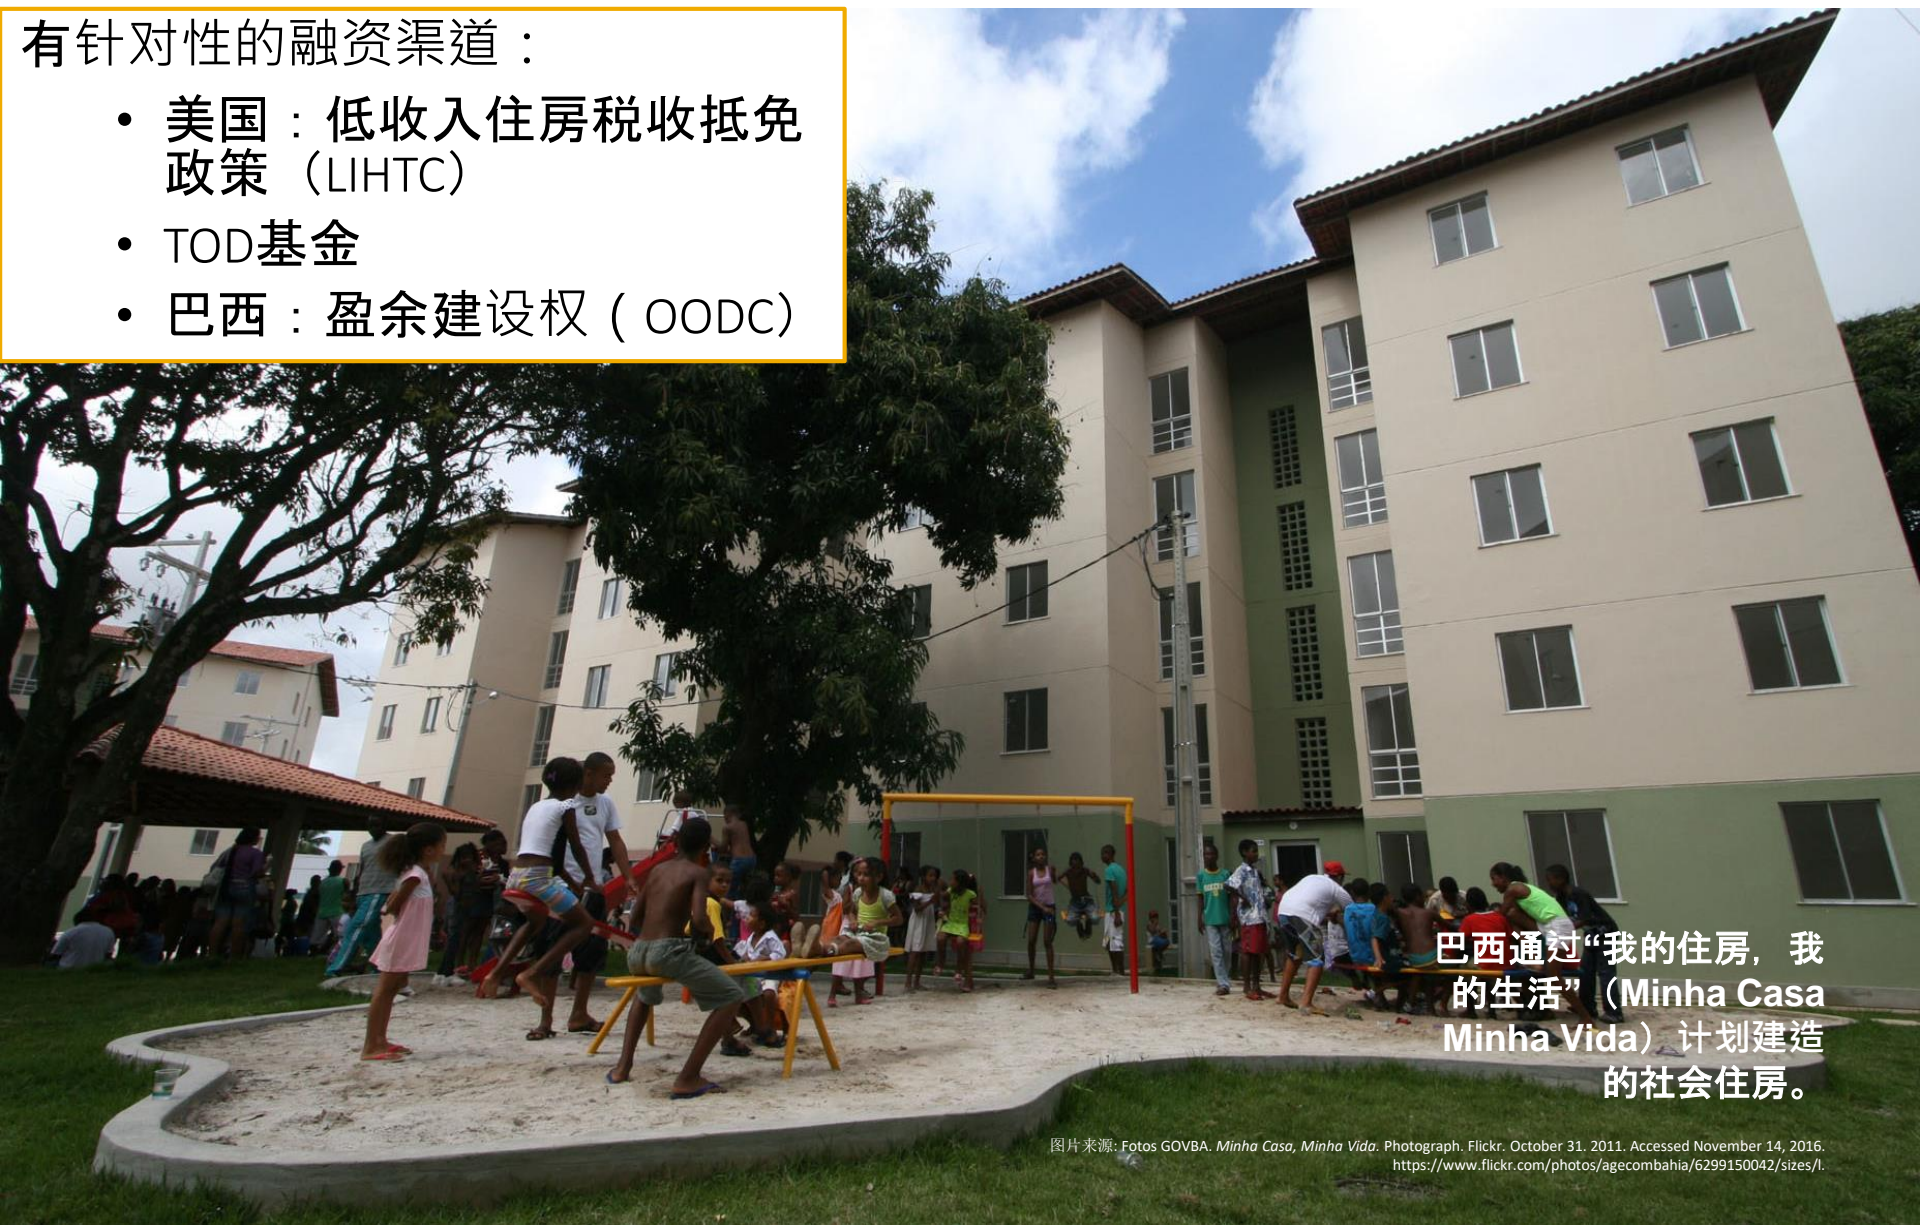 有针对性的融资渠道：
• 美国：低收入住房税收抵免
政策（LIHTC）
• TOD基金
• 巴西：盈余建设权（OODC）
巴西通过“我的住房，我
的生活”（Minha Casa
Minha Vida）计划建造
的社会住房。
图片来源: Fotos GOVBA. Minha Casa, Minha Vida. Photograph. Flickr. October 31. 2011. Accessed November 14, 2016.
https://www.flickr.com/photos/agecombahia/6299150042/sizes/l.